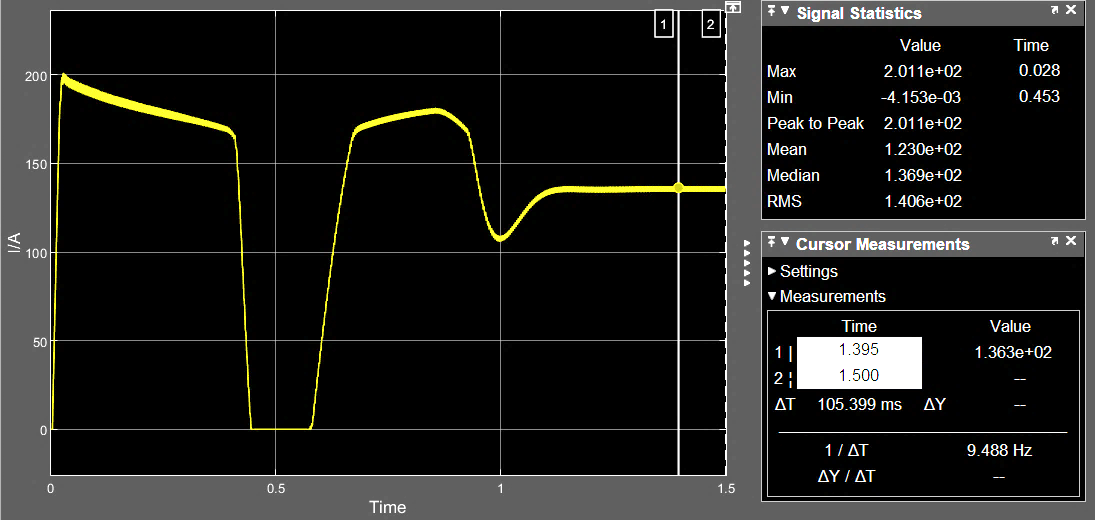 1
2
200
150
100
50
0
I/A
0
0.5
1
1.5
Time
Signal Statistics
Value Time
Max 2.011e+02 0.028
Min -4.153e-03 0.453
Peak to Peak 2.011e+02
Mean 1.230e+02
Median 1.369e+02
RMS 1.406e+02
Cursor Measurements
Settings
Measurements
Time Value
1 | 1.395 1.363e+02
2 ¦ 1.500 --
ΔT 105.399 ms ΔY --
1 / ΔT 9.488 Hz
ΔY / ΔT --